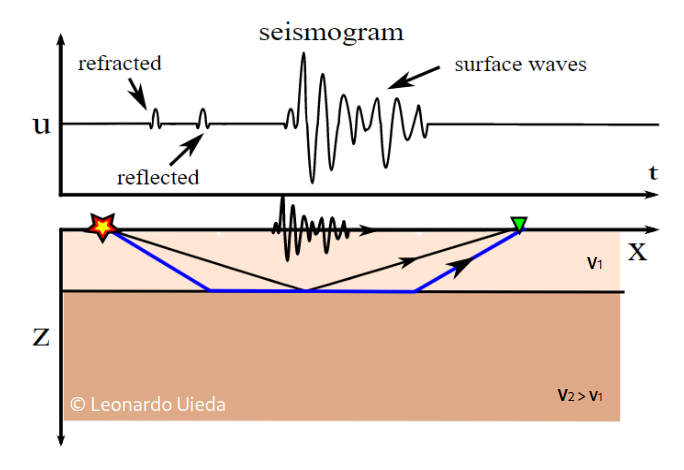 seismogram
refracted
surface waves
u
reflected
t
X
V1
Z
V2 > V1
© Leonardo Uieda